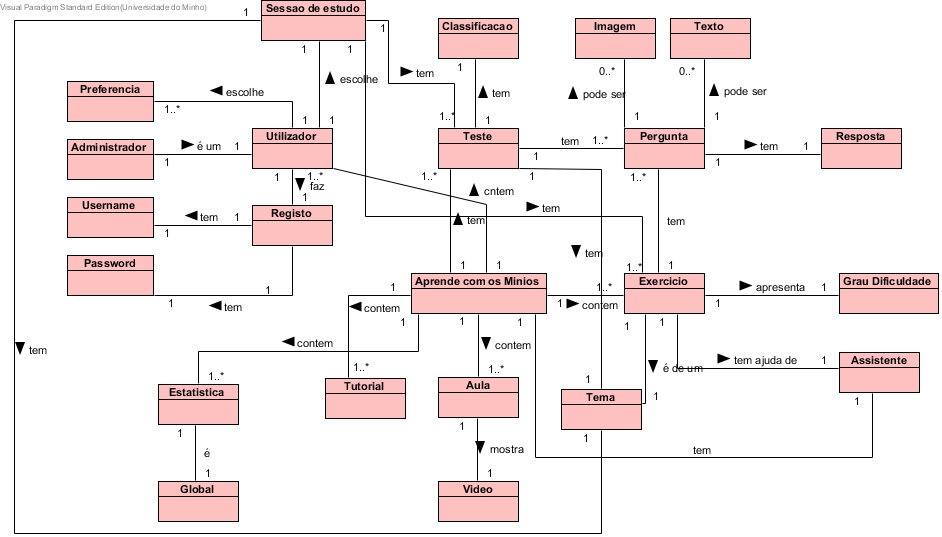 Visual Paradigm Standard Edition(Universidade do Minho)
1
Sessao de estudo
1
1
1
escolhe
tem
Classificacao
1
tem
Imagem
0..*
pode ser
Texto
0..*
pode ser
Preferencia
1..*
escolhe
1
1
1..*
1
1
1
Administrador
1
é um
1
Utilizador
Teste
1
tem
1..*
Pergunta
1
tem
1
Resposta
1
1..*
faz
1
1..*
1
1..*
cntem
Username
1
tem
1
Registo
tem
tem
tem
Password
1
tem
1
tem
1
1
1..*
1
1
contem
Aprende com os Minios
1
contem
1..*
Exercicio
1
apresenta
1
Grau Dificuldade
1
1
1
1
1
tem
contem
contem
é de um
tem ajuda de
1
Assistente
1..*
1..*
1..*
1
1
1
Estatistica
Tutorial
Aula
Tema
1
1
1
é
mostra
tem
1
1
Global
Video